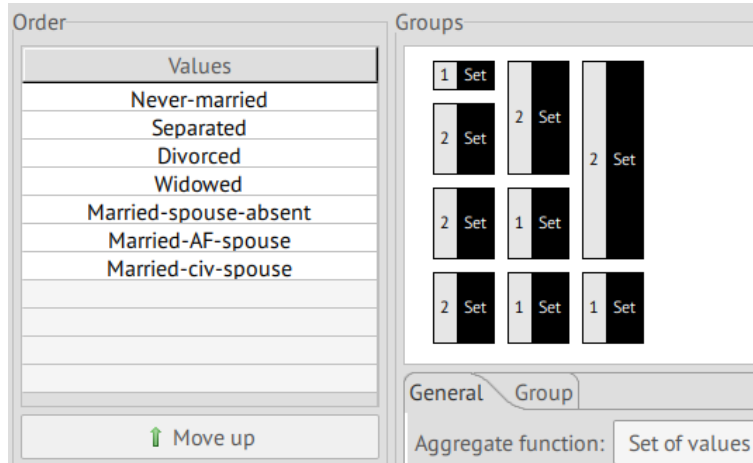 Order
Values
Never-married
Separated
Divorced
Widowed
Married-spouse-absent
Married-AF-spouse
Married-civ-spouse
Move up
Groups
1 Set
2 Set
2 Set
2 Set
2 Set
1 Set
2 Set
1 Set
1 Set
General Group
Aggregate function: Set of values